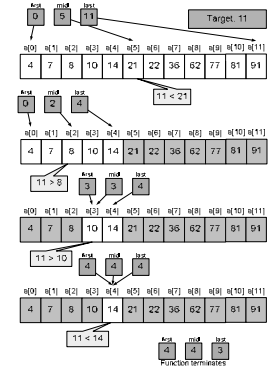 first mid last
0 5 11 Target. 11
a[0] a[1] a[2] a[3] a[4] a[5] a[6] a[7] a[8] a[9] a[10] a[11]
4 7 8 10 14 21 22 36 62 77 81 91
11 < 21
first mid last
0 2 4
a[0] a[1] a[2] a[3] a[4] a[5] a[6] a[7] a[8] a[9] a[10] a[11]
4 7 8 10 14 21 22 36 62 77 81 91
11 > 8
first mid last
3 3 4
a[0] a[1] a[2] a[3] a[4] a[5] a[6] a[7] a[8] a[9] a[10] a[11]
4 7 8 10 14 21 22 36 62 77 81 91
11 > 10
first mid last
4 4 4
a[0] a[1] a[2] a[3] a[4] a[5] a[6] a[7] a[8] a[9] a[10] a[11]
4 7 8 10 14 21 22 36 62 77 81 91
11 < 14
first mid last
4 4 3
Function terminates